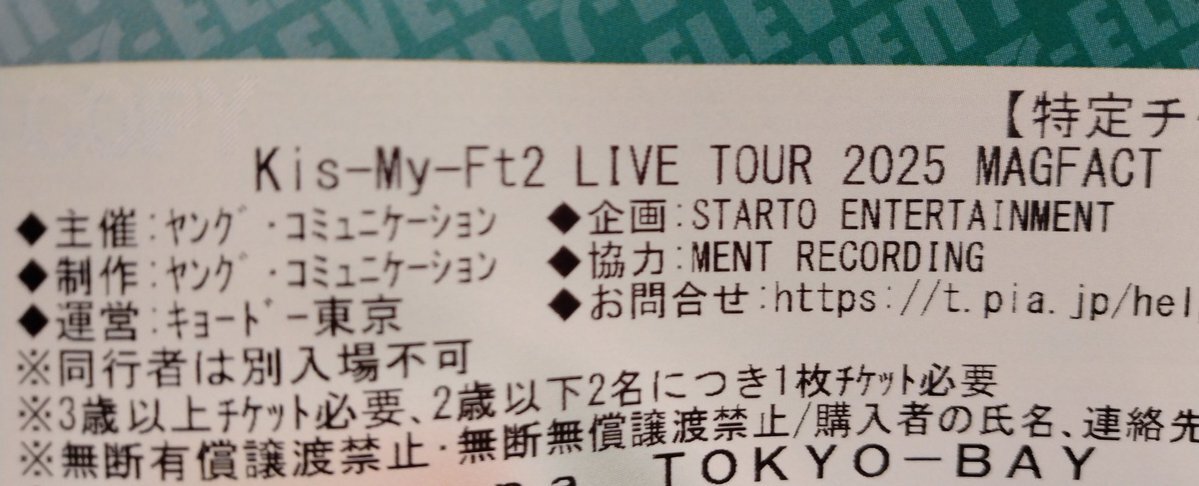 7-ELEVEN 7-ELEVEN
COPY
【特定チ
Kis-My-Ft2 LIVE TOUR 2025 MAGFACT
◆主催:ﾔﾝｸﾞ・ｺﾐｭﾆｹｰｼｮﾝ ◆企画:STARTO ENTERTAINMENT
◆制作:ﾔﾝｸﾞ・ｺﾐｭﾆｹｰｼｮﾝ ◆協力:MENT RECORDING
◆運営:ｷｮｰﾄﾞｰ東京 ◆お問合せ:https://t.pia.jp/hel
※同行者は別入場不可
※3歳以上ﾁｹｯﾄ必要、2歳以下2名につき1枚ﾁｹｯﾄ必要
※無断有償譲渡禁止・無断無償譲渡禁止/購入者の氏名、連絡先
TOKYO-BAY